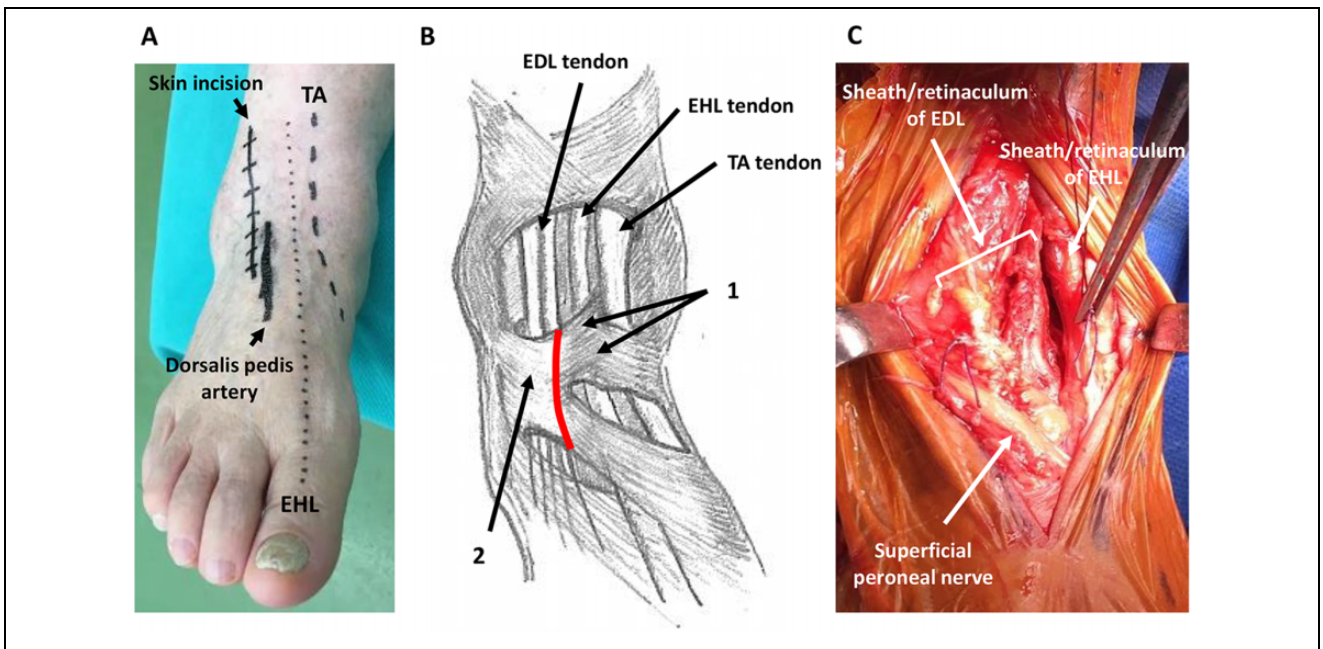 A
Skin incision
TA
Dorsalis pedis
artery
EHL
B
EDL tendon
EHL tendon
TA tendon
1
2
C
Sheath/retinaculum
of EDL
Sheath/retinaculum
of EHL
Superficial
peroneal nerve